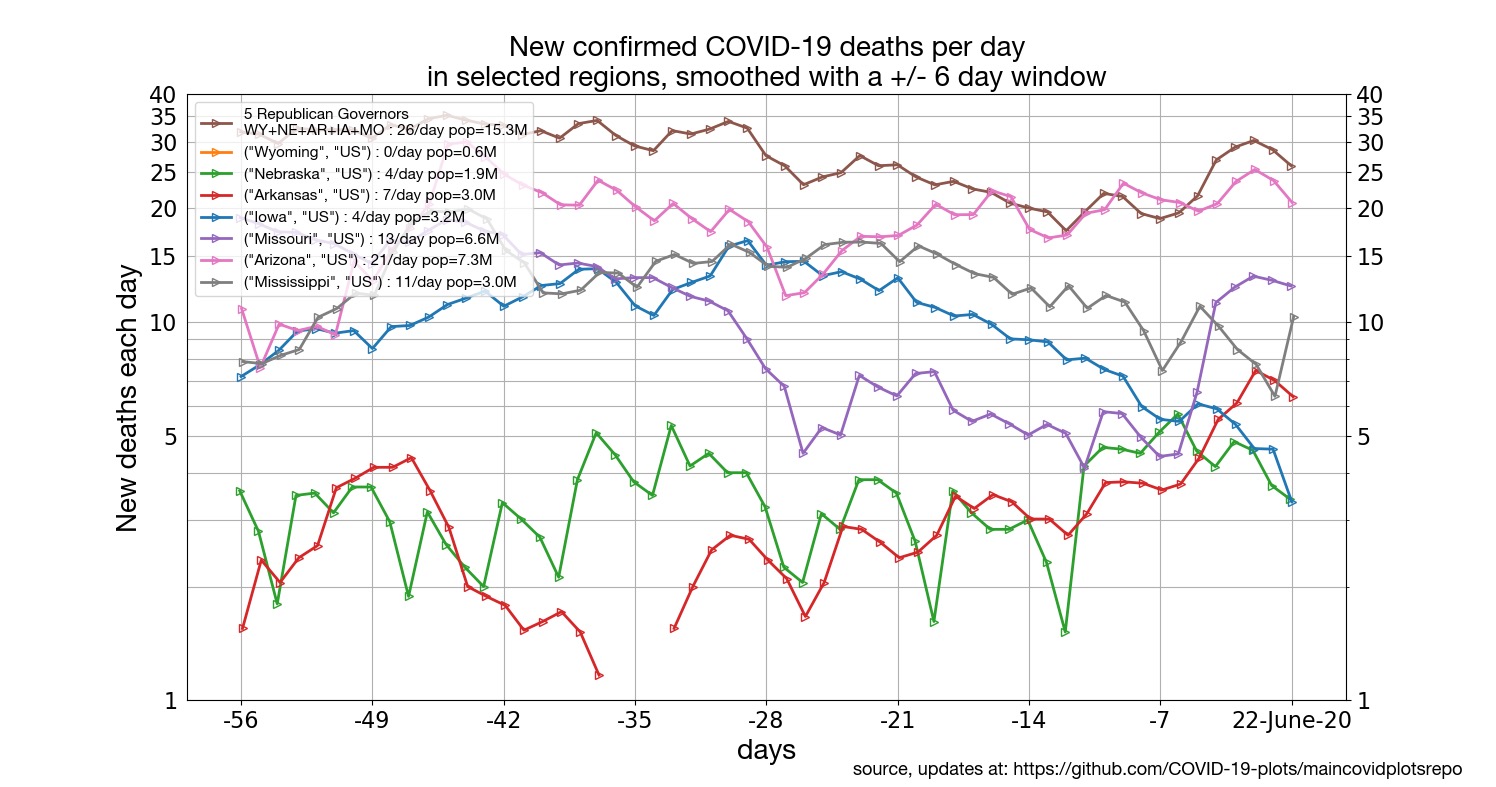 New confirmed COVID-19 deaths per day
in selected regions, smoothed with a +/- 6 day window
New deaths each day
40
35
30
25
20
15
10
5
1
5 Republican Governors
WY+NE+AR+IA+MO : 26/day pop=15.3M
("Wyoming", "US") : 0/day pop=0.6M
("Nebraska", "US") : 4/day pop=1.9M
("Arkansas", "US") : 7/day pop=3.0M
("Iowa", "US") : 4/day pop=3.2M
("Missouri", "US") : 13/day pop=6.6M
("Arizona", "US") : 21/day pop=7.3M
("Mississippi", "US") : 11/day pop=3.0M
40
35
30
25
20
15
10
5
1
-56 -49 -42 -35 -28 -21 -14 -7 22-June-20
days
source, updates at: https://github.com/COVID-19-plots/maincovidplotsrepo